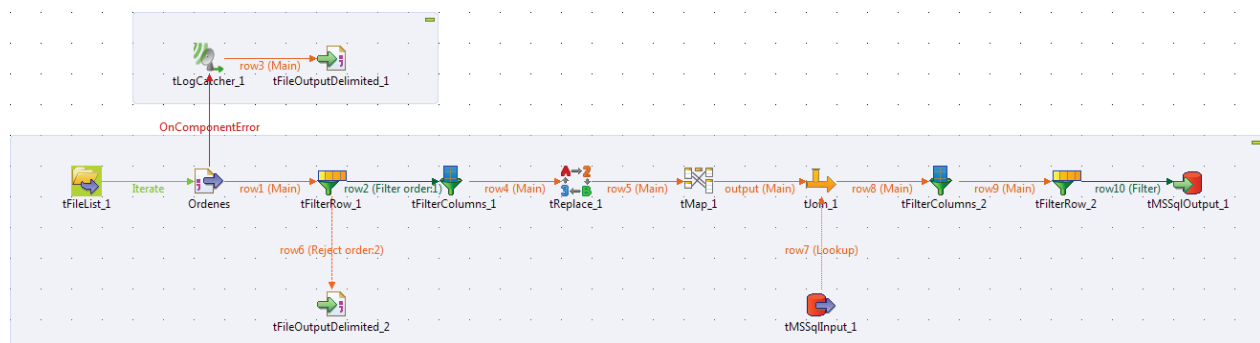 row3 (Main)
tLogCatcher_1
tFileOutputDelimited_1
OnComponentError
Iterate
row1 (Main)
row2 (Filter order:1)
row4 (Main)
row5 (Main)
output (Main)
row8 (Main)
row9 (Main)
row10 (Filter)
tFileList_1
Ordenes
tFilterRow_1
tFilterColumns_1
tReplace_1
tMap_1
tJoin_1
tFilterColumns_2
tFilterRow_2
tMSSqlOutput_1
row6 (Reject order:2)
row7 (Lookup)
tFileOutputDelimited_2
tMSSqlInput_1